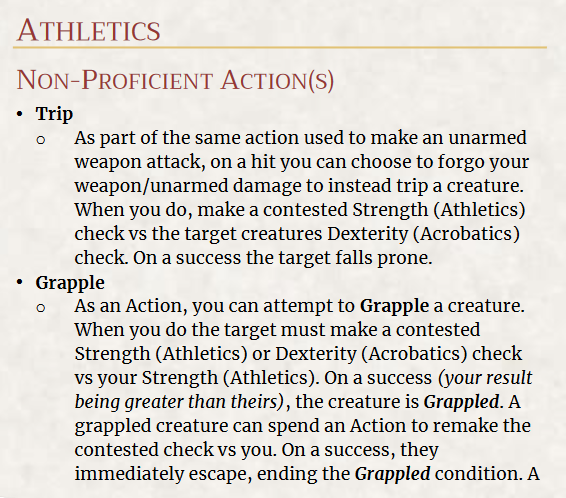 ATHLETICS
NON-PROFICIENT ACTION(S)
• Trip
o As part of the same action used to make an unarmed
weapon attack, on a hit you can choose to forgo your
weapon/unarmed damage to instead trip a creature.
When you do, make a contested Strength (Athletics)
check vs the target creatures Dexterity (Acrobatics)
check. On a success the target falls prone.
• Grapple
o As an Action, you can attempt to Grapple a creature.
When you do the target must make a contested
Strength (Athletics) or Dexterity (Acrobatics) check
vs your Strength (Athletics). On a success (your result
being greater than theirs), the creature is Grappled. A
grappled creature can spend an Action to remake the
contested check vs you. On a success, they
immediately escape, ending the Grappled condition. A